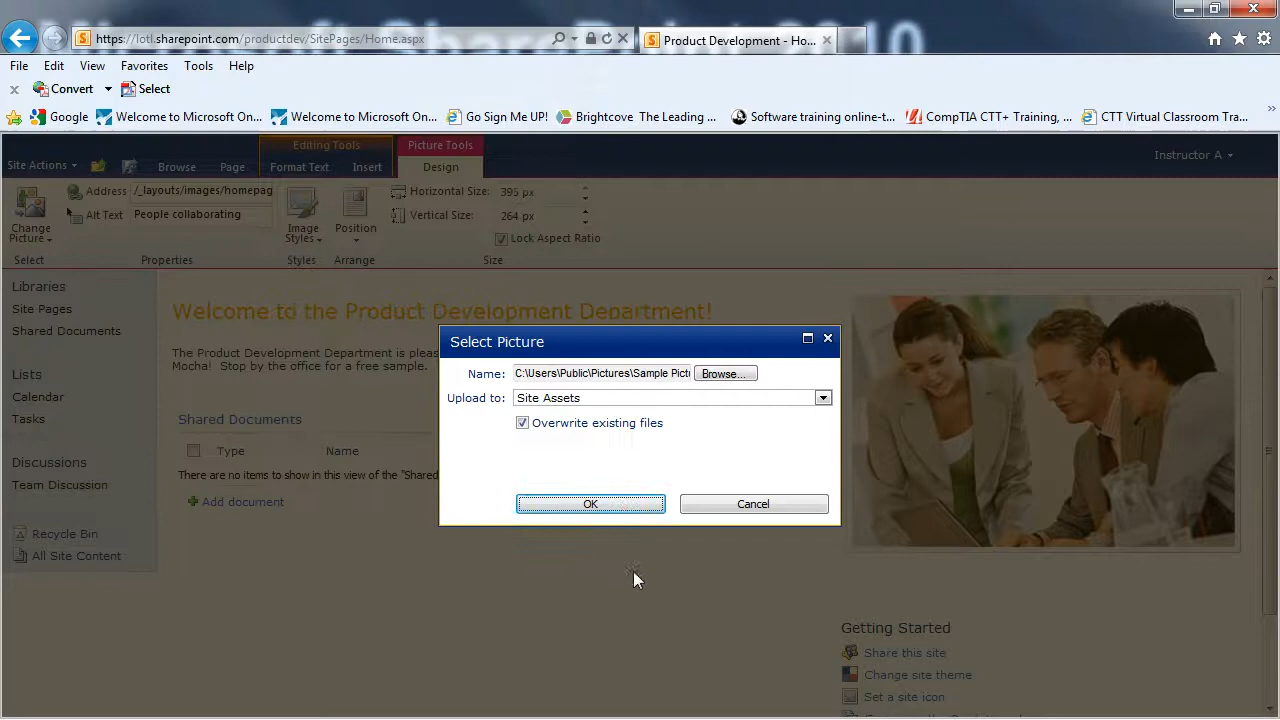 https://lotl.sharepoint.com/productdev/SitePages/Home.aspx
Product Development - Ho...
File Edit View Favorites Tools Help
Convert Select
Google Welcome to Microsoft On... Welcome to Microsoft On... Go Sign Me UP! Brightcove The Leading ... Software training online-t... CompTIA CTT+ Training, ... CTT Virtual Classroom Tra...
Editing Tools Picture Tools
Site Actions Browse Page Format Text Insert Design Instructor A
Change Picture
Address /_layouts/images/homepag
Alt Text People collaborating
Image Styles
Position
Horizontal Size: 395 px
Vertical Size: 264 px
Lock Aspect Ratio
Select Properties Styles Arrange Size
Libraries
Site Pages
Shared Documents
Lists
Calendar
Tasks
Discussions
Team Discussion
Recycle Bin
All Site Content
Welcome to the Product Development Department!
The Product Development Department is plea
Mocha! Stop by the office for a free sample.
Shared Documents
Type Name
There are no items to show in this view of the "Shared
Add document
Select Picture
Name: C:\Users\Public\Pictures\Sample Pict Browse...
Upload to: Site Assets
Overwrite existing files
OK Cancel
Getting Started
Share this site
Change site theme
Set a site icon